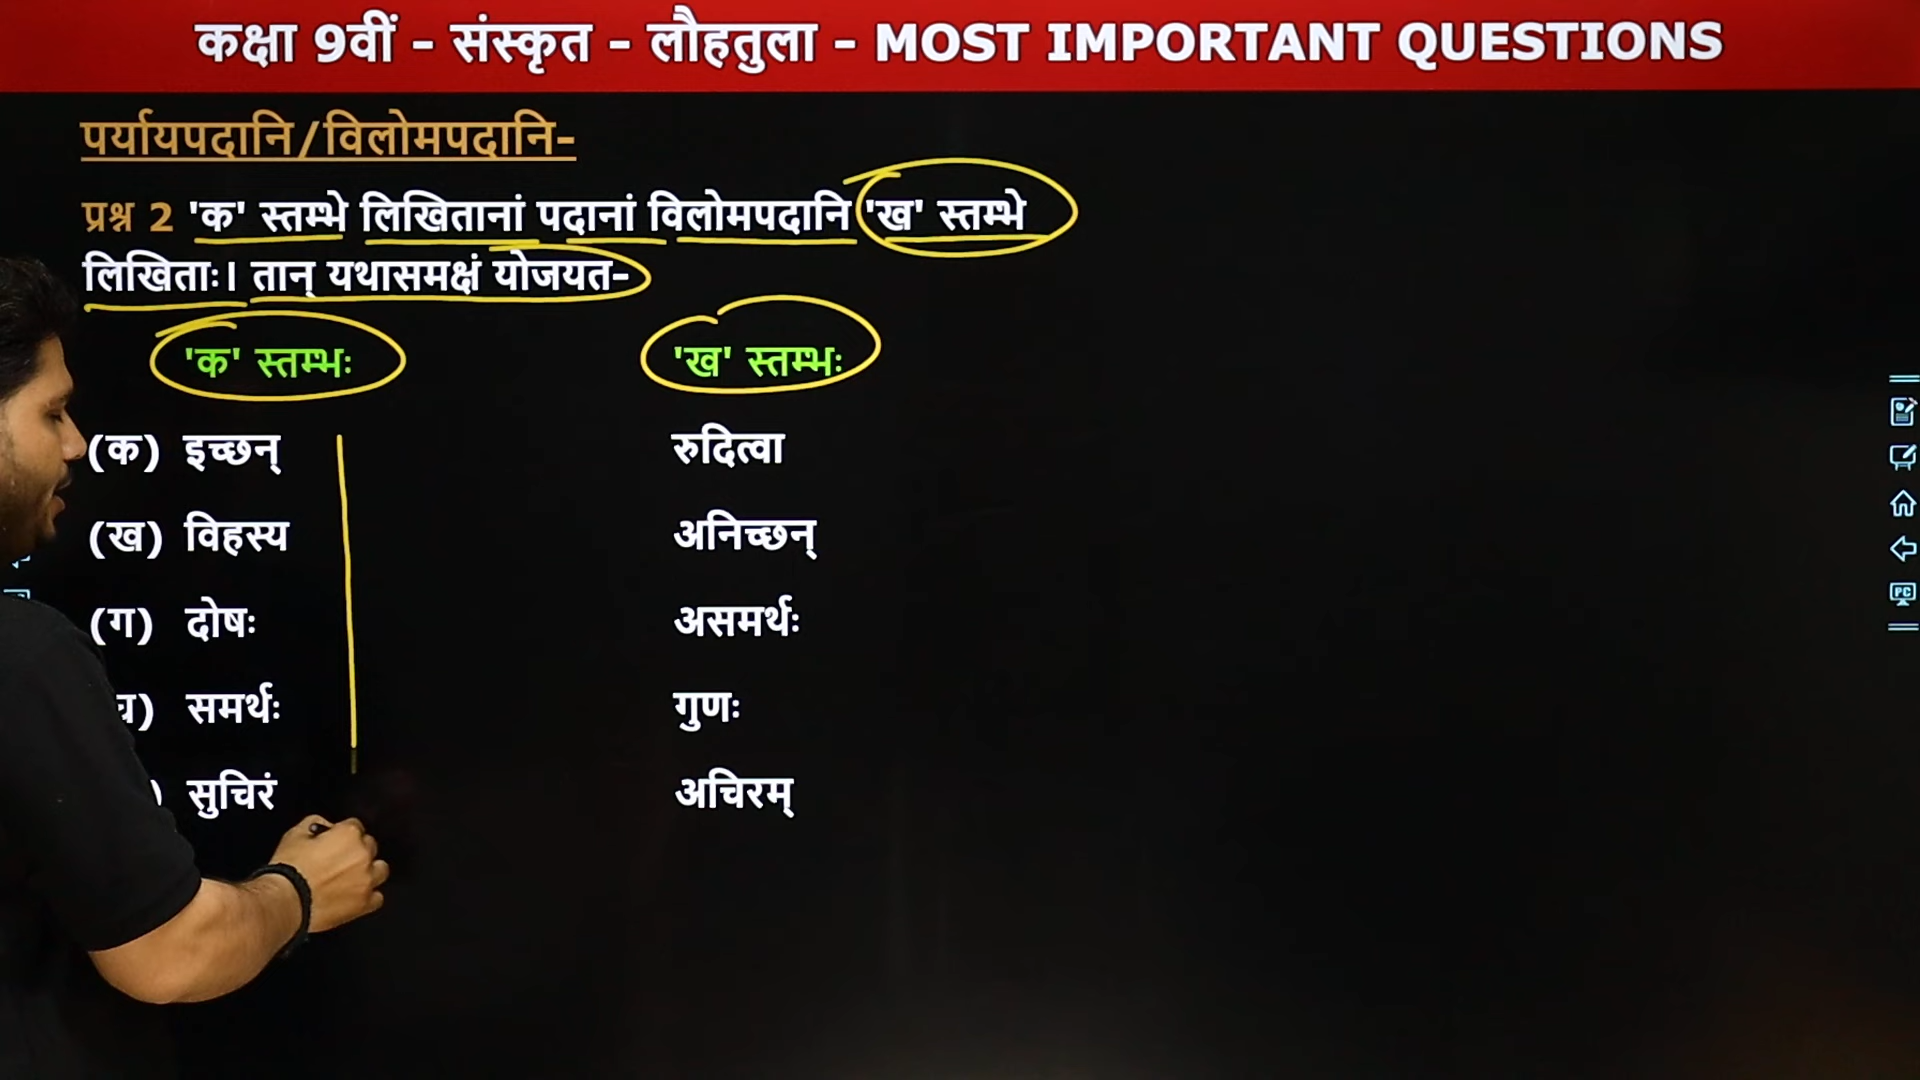 कक्षा 9वीं – संस्कृत – लौहतुला – MOST IMPORTANT QUESTIONS
पर्यायपदानि/विलोमपदानि-
प्रश्न 2 'क' स्तम्भे लिखितानां पदानां विलोमपदानि 'ख' स्तम्भे
लिखिताः। तान् यथासमक्षं योजयत-
'क' स्तम्भः 'ख' स्तम्भः
(क) इच्छन् रुदित्वा
(ख) विहस्य अनिच्छन्
(ग) दोषः असमर्थः
समर्थः गुणः
सुचिरं अचिरम्
PC